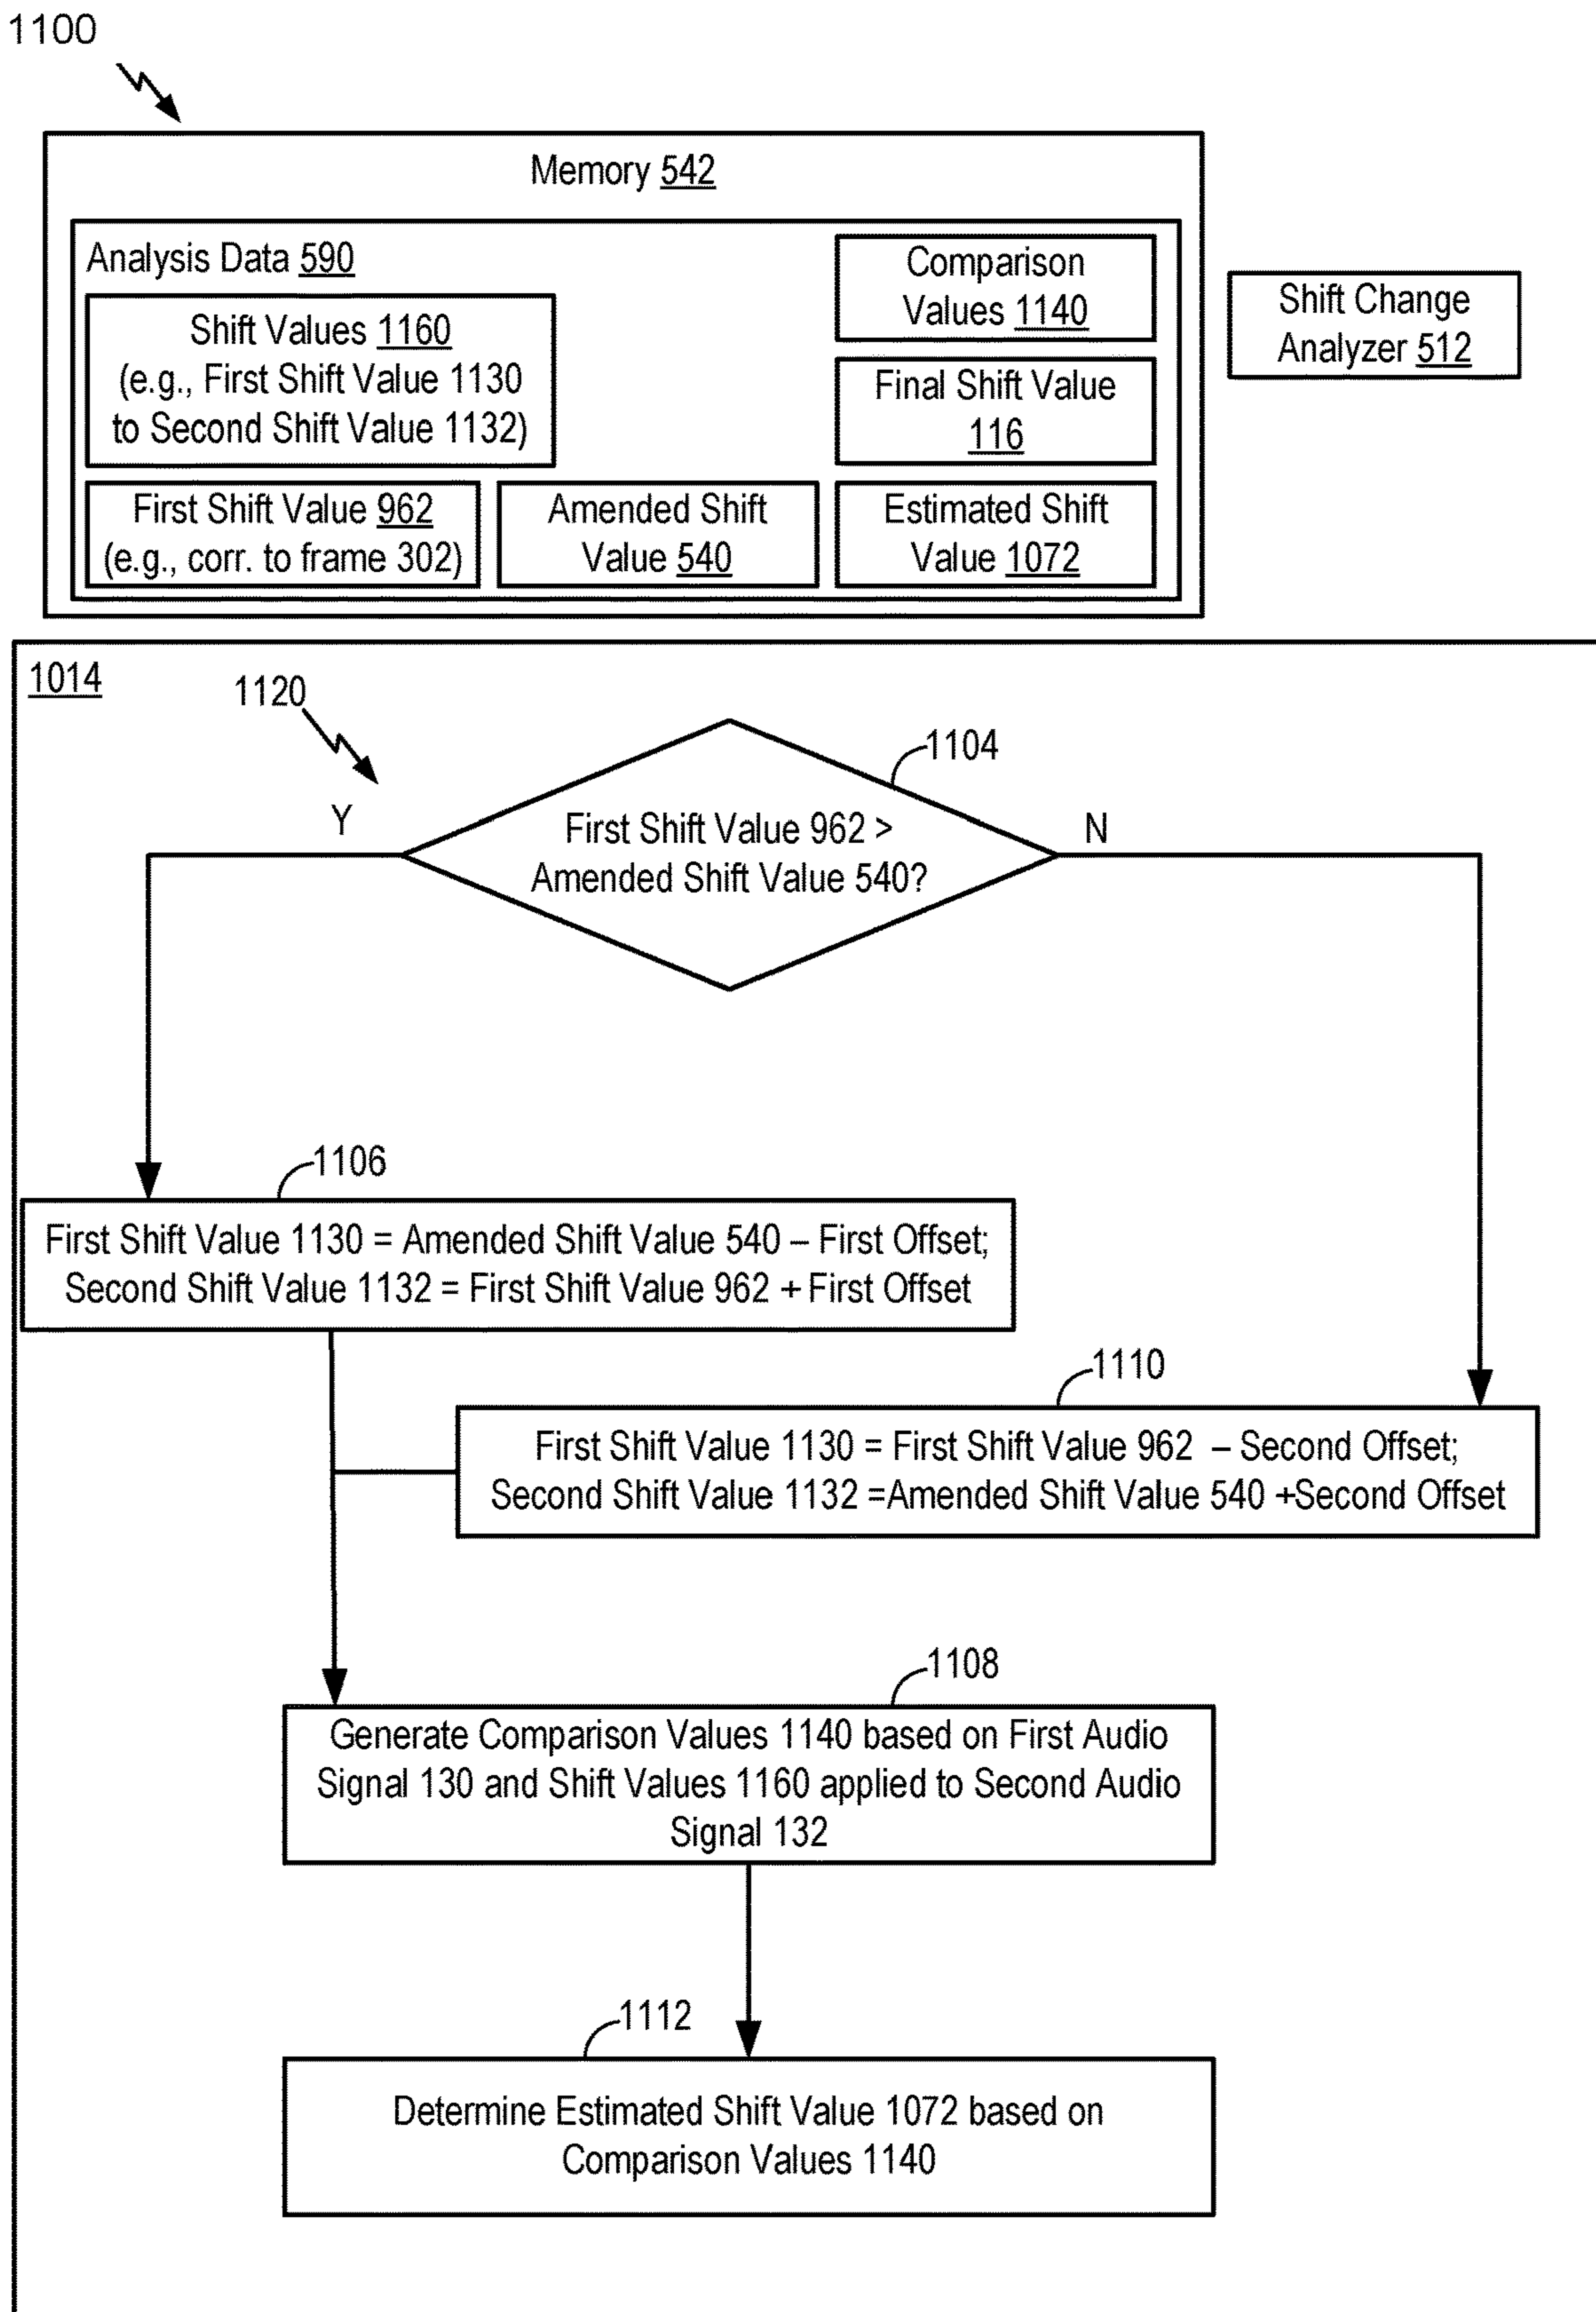 1100
Memory 542
Analysis Data 590
Shift Values 1160
(e.g., First Shift Value 1130
to Second Shift Value 1132)
Comparison
Values 1140
Final Shift Value
116
First Shift Value 962
(e.g., corr. to frame 302)
Amended Shift
Value 540
Estimated Shift
Value 1072
Shift Change
Analyzer 512
1014
1120
1104
Y
First Shift Value 962 >
Amended Shift Value 540?
N
1106
First Shift Value 1130 = Amended Shift Value 540 – First Offset;
Second Shift Value 1132 = First Shift Value 962 + First Offset
1110
First Shift Value 1130 = First Shift Value 962 – Second Offset;
Second Shift Value 1132 =Amended Shift Value 540 +Second Offset
1108
Generate Comparison Values 1140 based on First Audio
Signal 130 and Shift Values 1160 applied to Second Audio
Signal 132
1112
Determine Estimated Shift Value 1072 based on
Comparison Values 1140